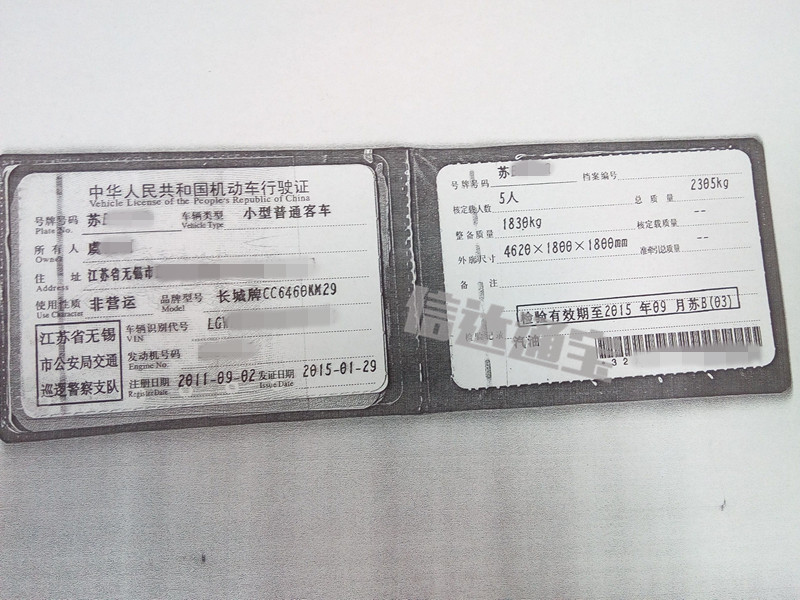 中华人民共和国机动车行驶证
Vehicle License of the People's Republic of China
号牌号码 苏 车辆类型 小型普通客车
Plate No. Vehicle Type
所有人 虞
Owner
住址 江苏省无锡市
Address
使用性质 非营运 品牌型号 长城牌CC6460KM29
Use Character Model
江苏省无锡
市公安局交通
巡逻警察支队
车辆识别代号 LGW
VIN
发动机号码
Engine No.
注册日期 2011-09-02 发证日期 2015-01-29
Register Date Issue Date
号牌号码 苏 档案编号
核定载人数 5人 总质量 2305kg
整备质量 1830kg 核定载质量 --
外廓尺寸 4620×1800×1800mm 准牵引总质量 --
备注
检验有效期至2015年09月苏B(03)
检验记录 汽油
32
信达通宝